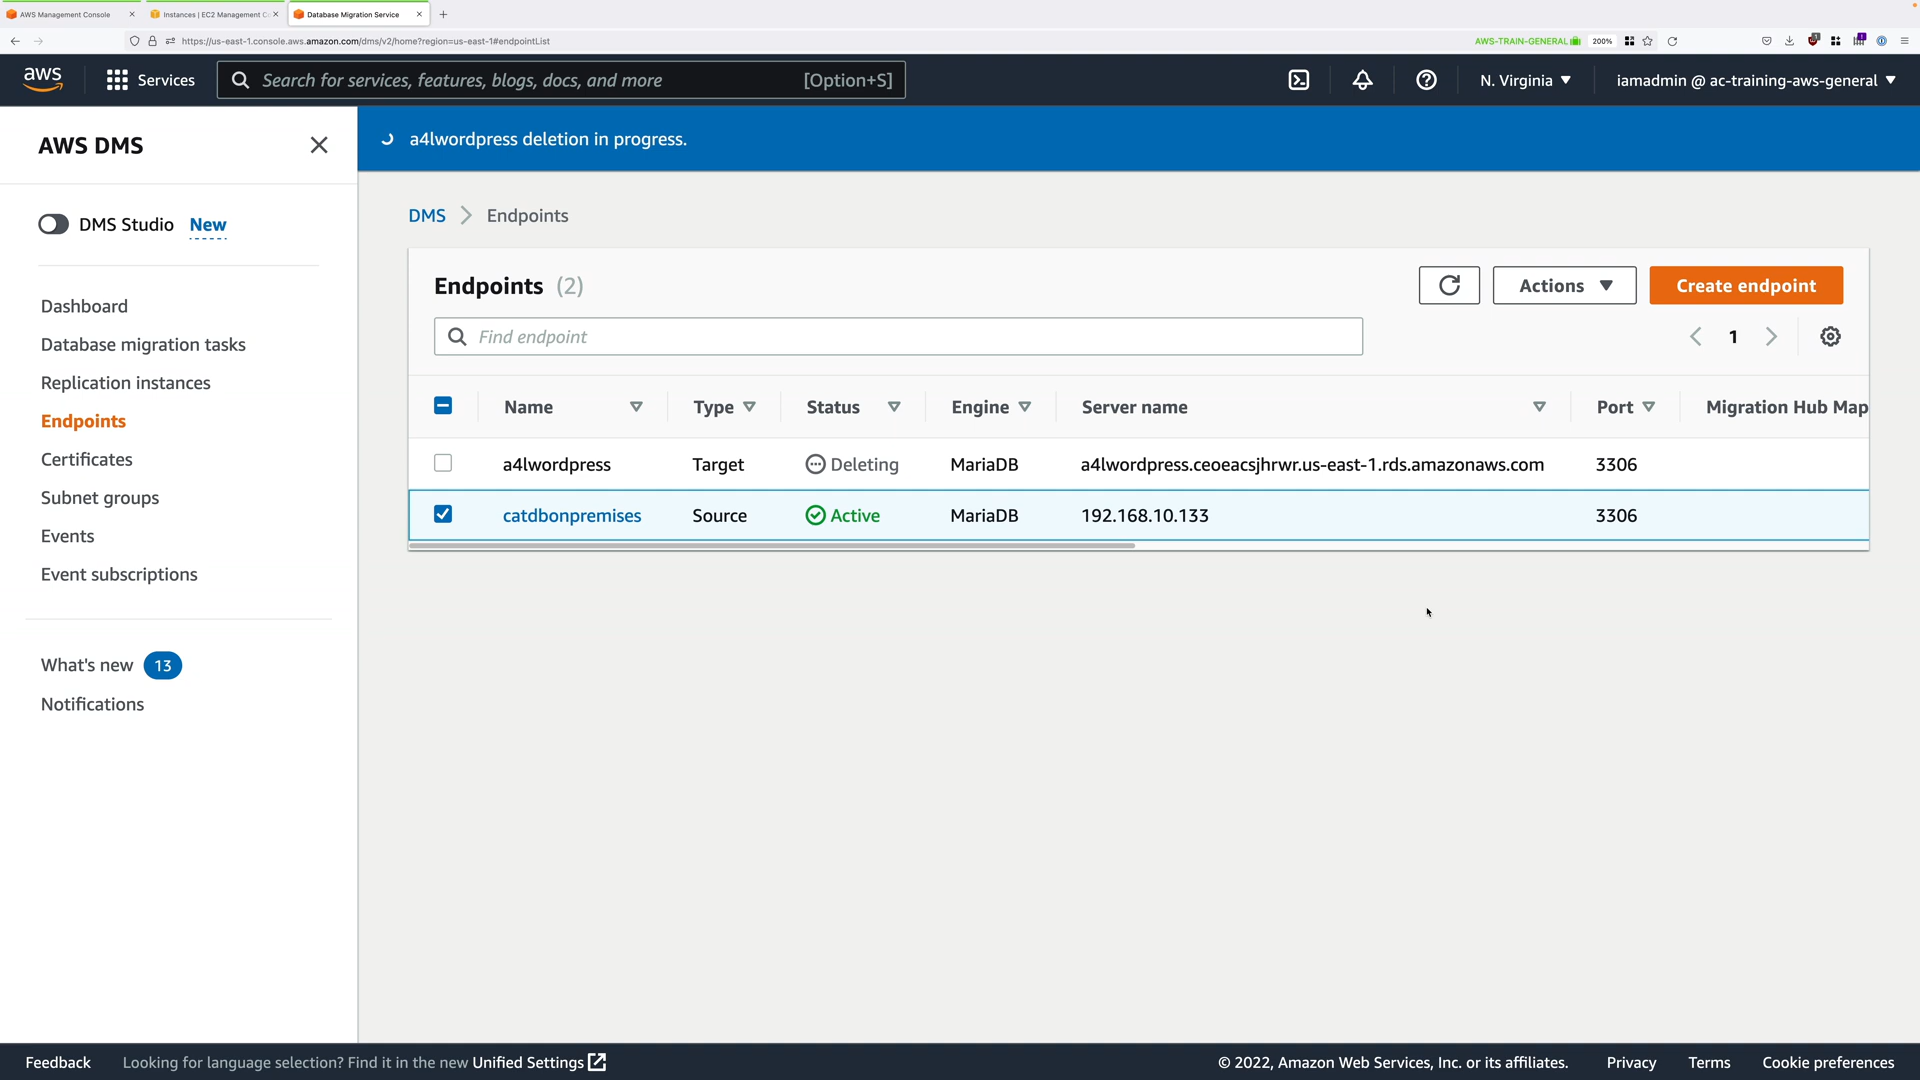 AWS Management Console
Instances | EC2 Management C
Database Migration Service
https://us-east-1.console.aws.amazon.com/dms/v2/home?region=us-east-1#endpointList
AWS-TRAIN-GENERAL
200%
aws
Services
Search for services, features, blogs, docs, and more
[Option+S]
N. Virginia
iamadmin @ ac-training-aws-general
AWS DMS
a4lwordpress deletion in progress.
DMS Studio New
Dashboard
Database migration tasks
Replication instances
Endpoints
Certificates
Subnet groups
Events
Event subscriptions
What's new 13
Notifications
DMS > Endpoints
Endpoints (2)
Actions
Create endpoint
Find endpoint
1
Name Type Status Engine Server name Port Migration Hub Map
a4lwordpress Target Deleting MariaDB a4lwordpress.ceoeacsjhrwr.us-east-1.rds.amazonaws.com 3306
catdbonpremises Source Active MariaDB 192.168.10.133 3306
Feedback
Looking for language selection? Find it in the new Unified Settings
© 2022, Amazon Web Services, Inc. or its affiliates.
Privacy
Terms
Cookie preferences